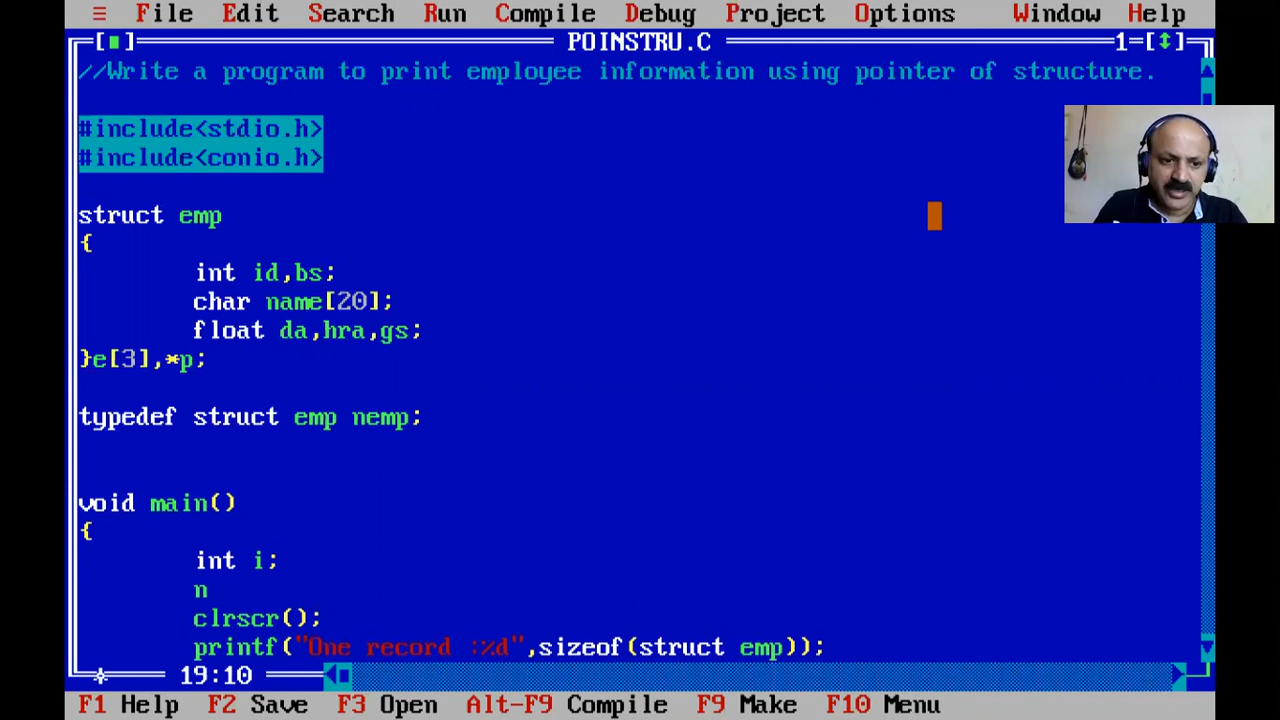 ≡ File Edit Search Run Compile Debug Project Options Window Help
[■] POINSTRU.C 1=[↕]
//Write a program to print employee information using pointer of structure.
#include<stdio.h>
#include<conio.h>
struct emp
{
int id,bs;
char name[20];
float da,hra,gs;
}e[3],*p;
typedef struct emp nemp;
void main()
{
int i;
n
clrscr();
printf("One record :%d",sizeof(struct emp));
19:10
F1 Help F2 Save F3 Open Alt-F9 Compile F9 Make F10 Menu